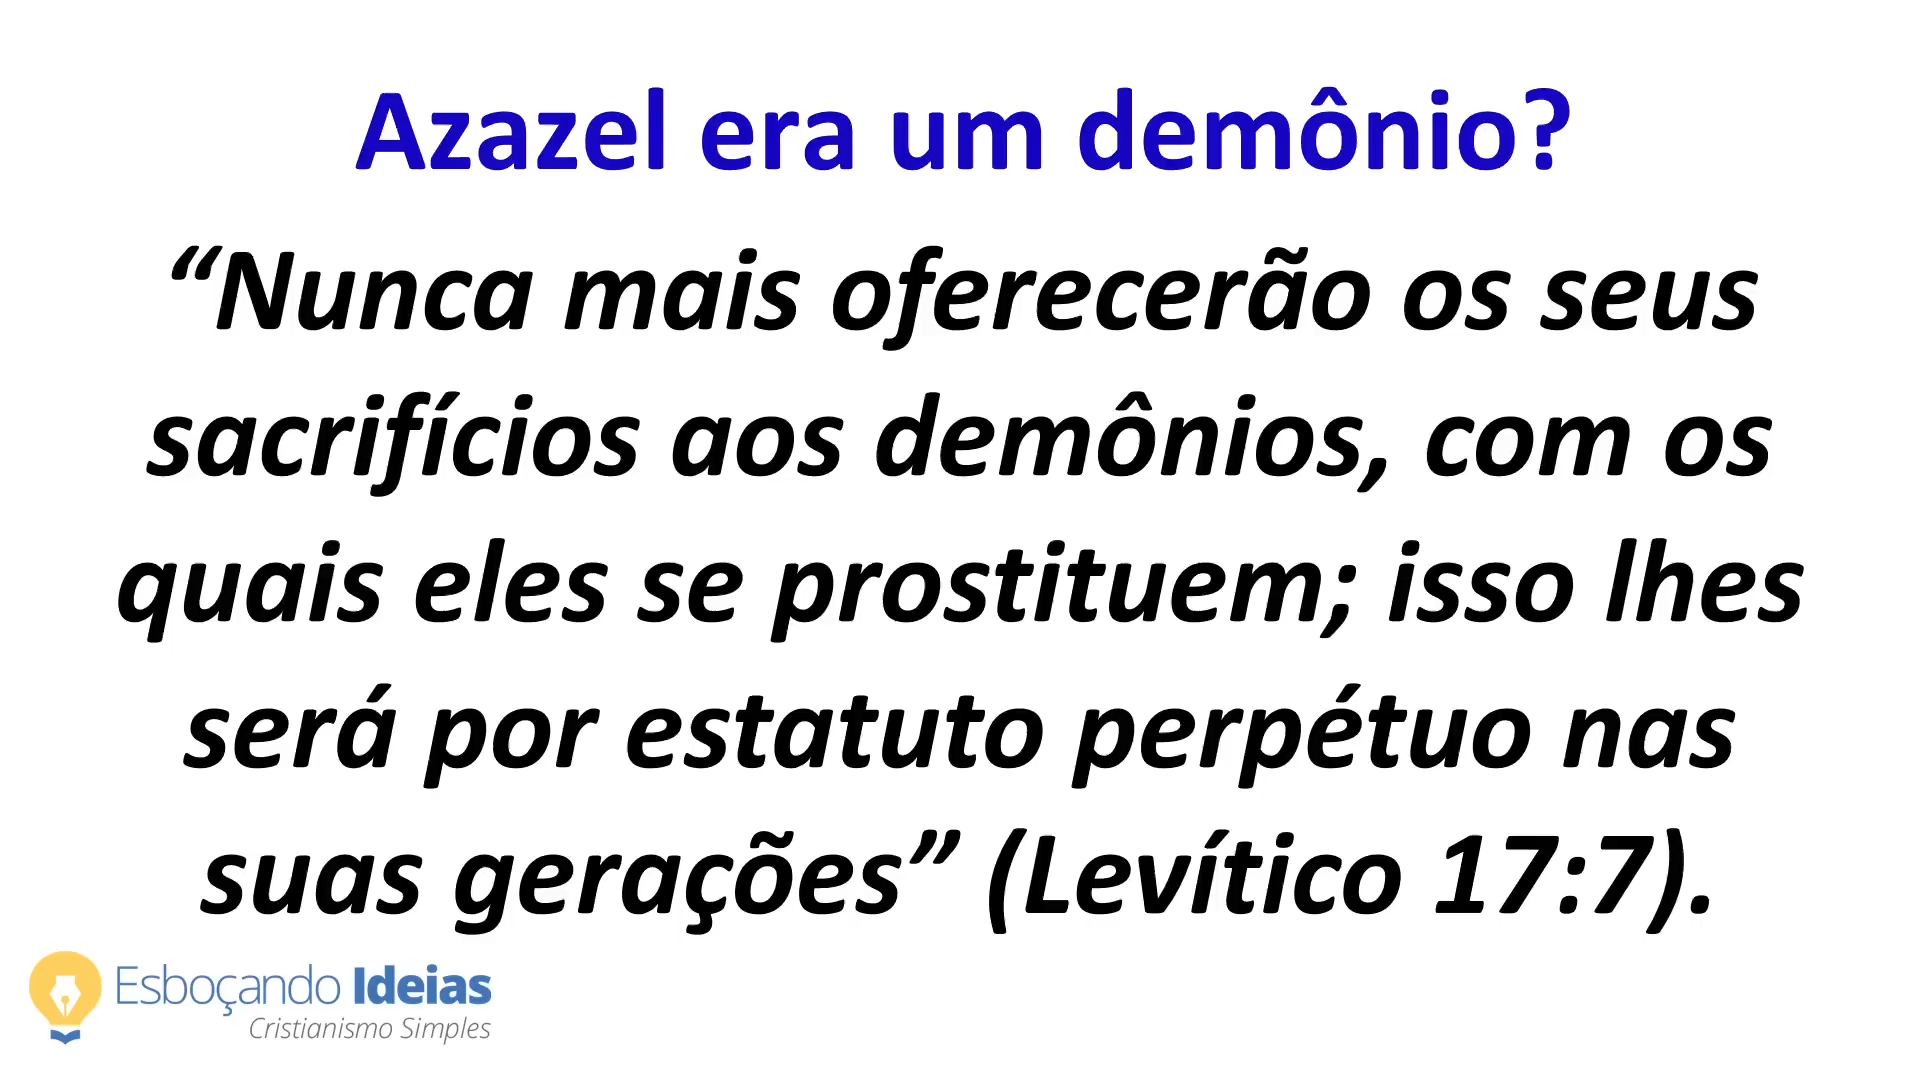 Azazel era um demônio?
“Nunca mais oferecerão os seus
sacrifícios aos demônios, com os
quais eles se prostituem; isso lhes
será por estatuto perpétuo nas
suas gerações” (Levítico 17:7).
Esboçando Ideias
Cristianismo Simples